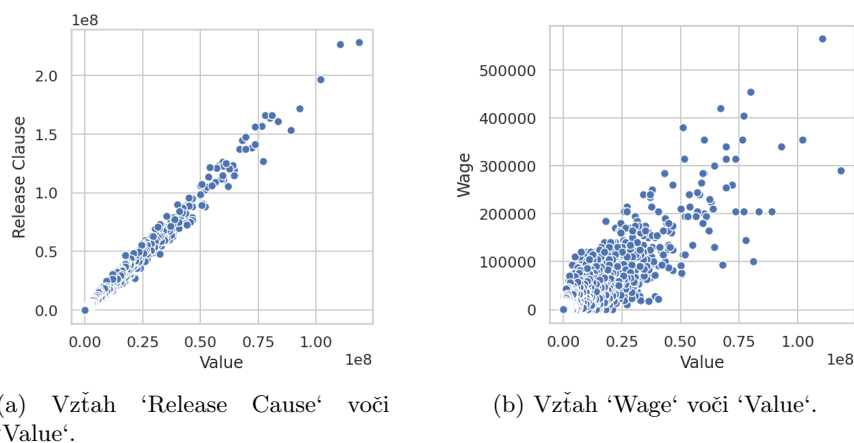 1e8
2.0
1.5
1.0
0.5
0.0
Release Clause
0.00 0.25 0.50 0.75 1.00
1e8
Value
500000
400000
300000
200000
100000
0
Wage
0.00 0.25 0.50 0.75 1.00
1e8
Value
(a) Vzťah ‘Release Cause‘ voči
‘Value‘.
(b) Vzťah ‘Wage‘ voči ‘Value‘.